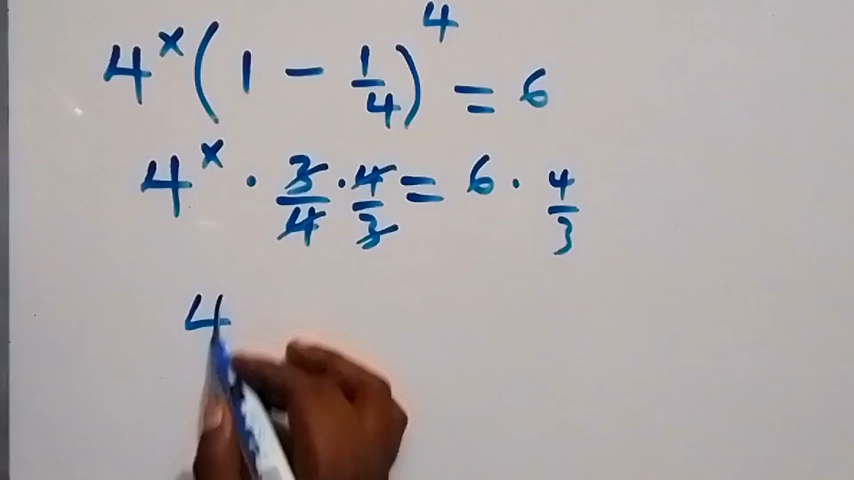 4
4^x(1 - 1/4) = 6
4^x · 3/4 · 4/3 = 6 · 4/3
4